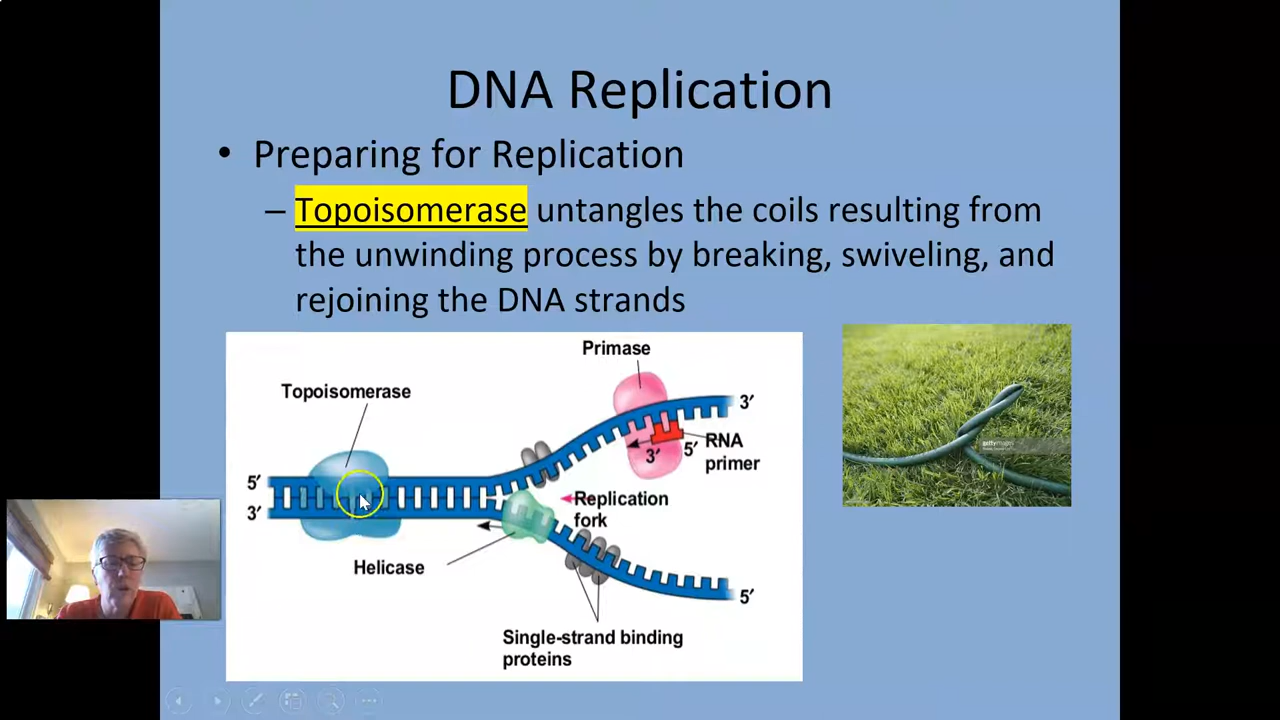 DNA Replication
• Preparing for Replication
– Topoisomerase untangles the coils resulting from
the unwinding process by breaking, swiveling, and
rejoining the DNA strands
Primase
Topoisomerase
3′
RNA
primer
3′
5′
5′
3′
Replication
fork
Helicase
5′
Single-strand binding
proteins
gettyimages